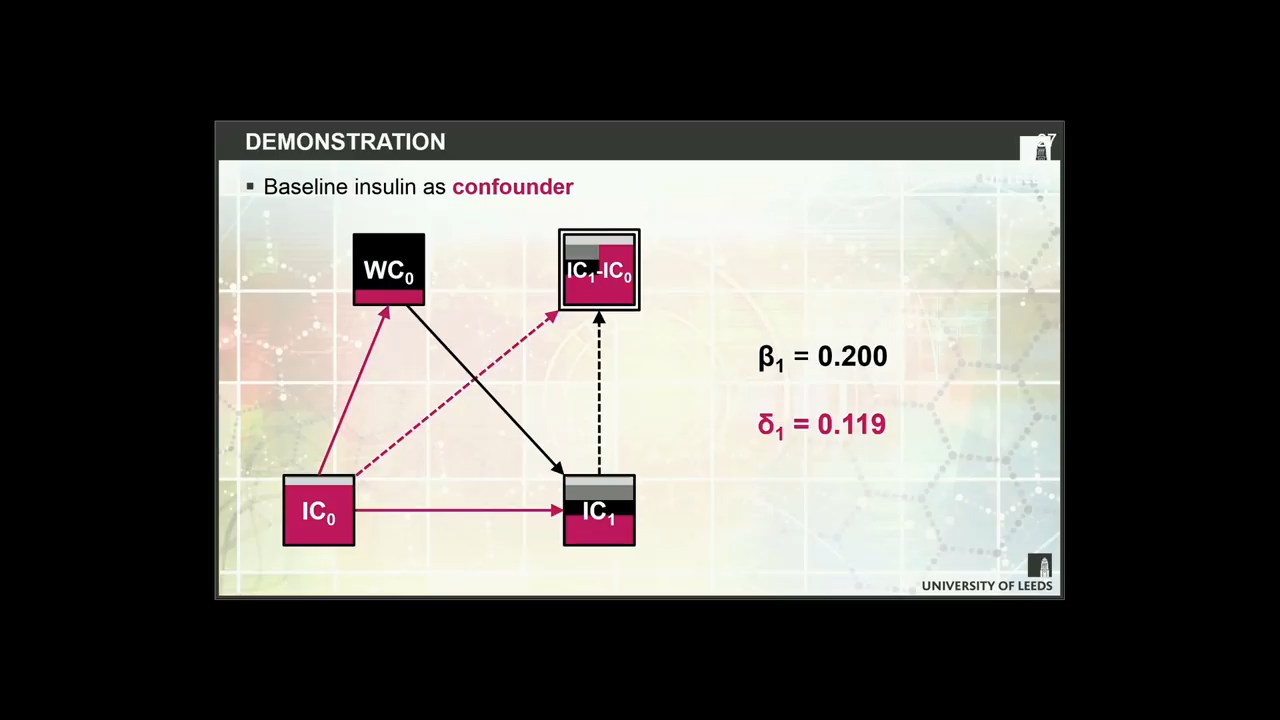 DEMONSTRATION
Baseline insulin as confounder
WC₀
IC₁-IC₀
β₁ = 0.200
δ₁ = 0.119
IC₀
IC₁
UNIVERSITY OF LEEDS